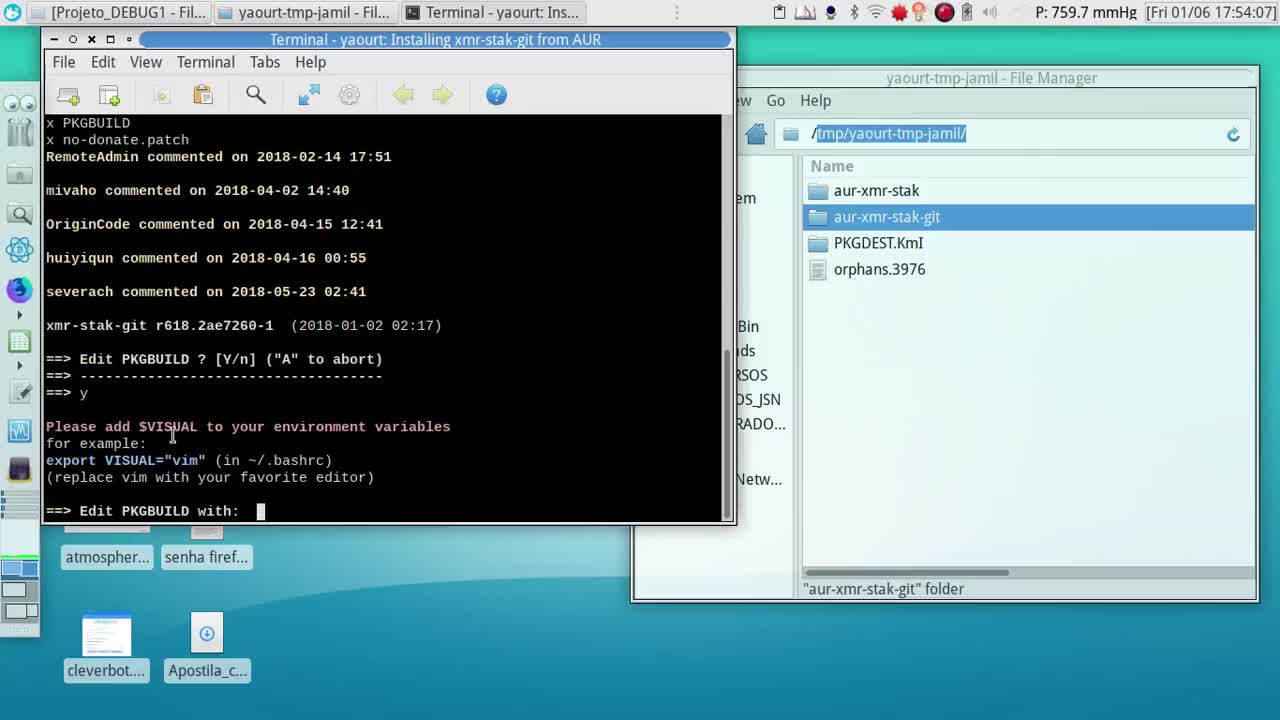 [Projeto_DEBUG1 - Fil... yaourt-tmp-jamil - Fil... Terminal - yaourt: Ins... P: 759.7 mmHg [Fri 01/06 17:54:07]
Terminal - yaourt: Installing xmr-stak-git from AUR
File Edit View Terminal Tabs Help
x PKGBUILD
x no-donate.patch
RemoteAdmin commented on 2018-02-14 17:51
mivaho commented on 2018-04-02 14:40
OriginCode commented on 2018-04-15 12:41
huiyiqun commented on 2018-04-16 00:55
severach commented on 2018-05-23 02:41
xmr-stak-git r618.2ae7260-1 (2018-01-02 02:17)
==> Edit PKGBUILD ? [Y/n] ("A" to abort)
==> ------------------------------------
==> y
Please add $VISUAL to your environment variables
for example:
export VISUAL="vim" (in ~/.bashrc)
(replace vim with your favorite editor)
==> Edit PKGBUILD with:
yaourt-tmp-jamil - File Manager
ew Go Help
/tmp/yaourt-tmp-jamil/
em
Bin
ads
RSOS
OS_JSN
RADO...
Netw...
Name
aur-xmr-stak
aur-xmr-stak-git
PKGDEST.KmI
orphans.3976
"aur-xmr-stak-git" folder
atmospher... senha firef...
cleverbot.... Apostila_c...